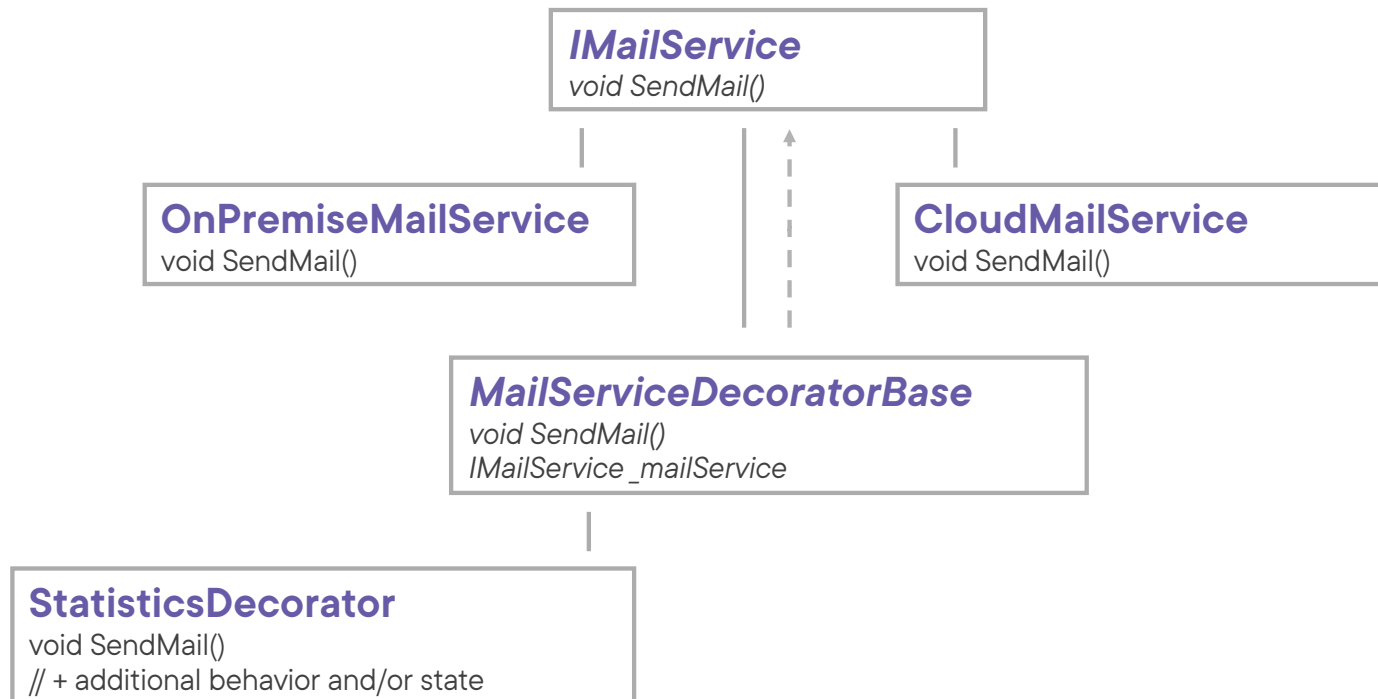 IMailService
void SendMail()
OnPremiseMailService
void SendMail()
CloudMailService
void SendMail()
MailServiceDecoratorBase
void SendMail()
IMailService _mailService
StatisticsDecorator
void SendMail()
// + additional behavior and/or state